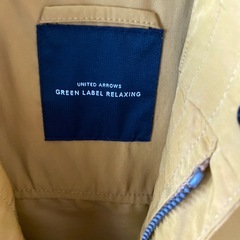 UNITED ARROWS
GREEN LABEL RELAXING